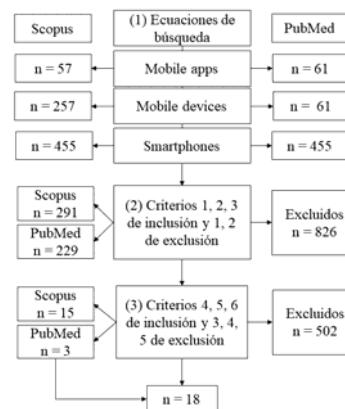 Scopus
(1) Ecuaciones de
búsqueda
PubMed
n = 57
Mobile apps
n = 61
n = 257
Mobile devices
n = 61
n = 455
Smartphones
n = 455
Scopus
n = 291
PubMed
n = 229
(2) Criterios 1, 2, 3
de inclusión y 1, 2
de exclusión
Excluidos
n = 826
Scopus
n = 15
PubMed
n = 3
(3) Criterios 4, 5, 6
de inclusión y 3, 4,
5 de exclusión
Excluidos
n = 502
n = 18